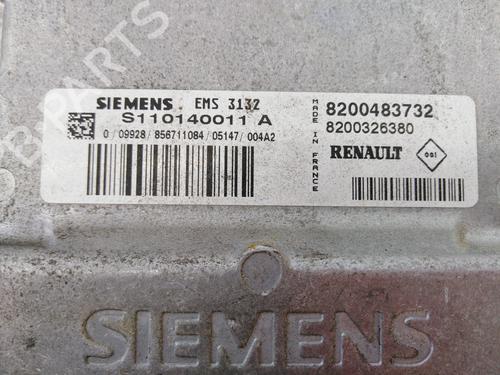 SIEMENS EMS 3132
S110140011 A
0/09928/856711084/05147/004A2
MADE IN FRANCE
8200483732
8200326380
RENAULT
SIEMENS